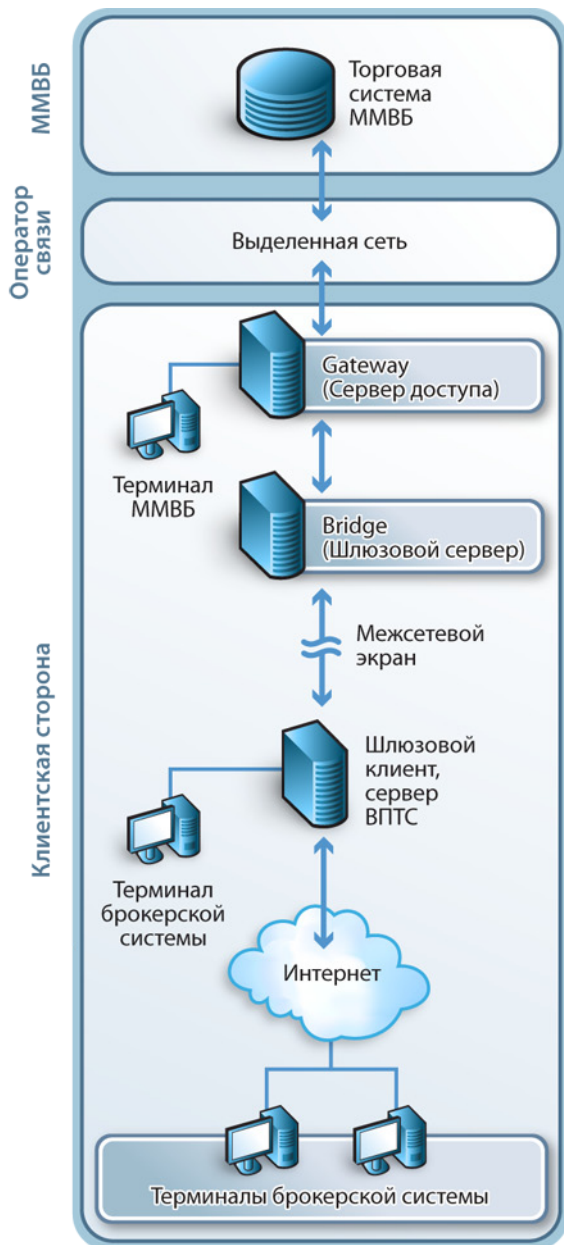 ММВБ
Торговая
система
ММВБ
Оператор
связи
Выделенная сеть
Клиентская сторона
Gateway
(Сервер доступа)
Терминал
ММВБ
Bridge
(Шлюзовой сервер)
Межсетевой
экран
Шлюзовой
клиент,
сервер
ВПТС
Терминал
брокерской
системы
Интернет
Терминалы брокерской системы